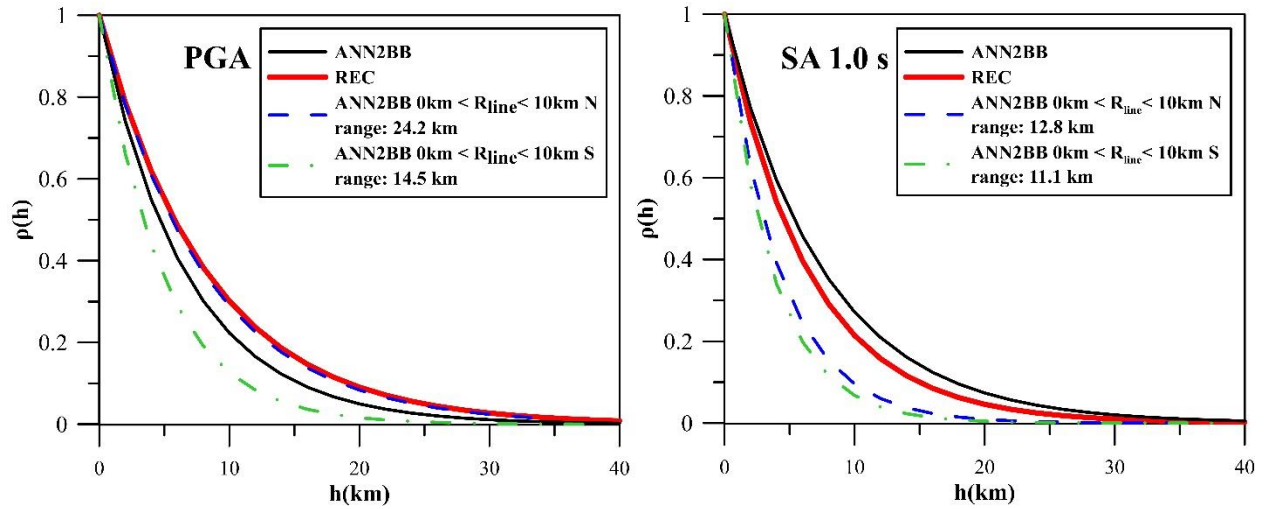 PGA
ANN2BB
REC
ANN2BB 0km < Rline< 10km N
range: 24.2 km
ANN2BB 0km < Rline< 10km S
range: 14.5 km
1
0.8
0.6
0.4
0.2
0
ρ(h)
0 10 20 30 40
h(km)
SA 1.0 s
ANN2BB
REC
ANN2BB 0km < Rline< 10km N
range: 12.8 km
ANN2BB 0km < Rline< 10km S
range: 11.1 km
1
0.8
0.6
0.4
0.2
0
ρ(h)
0 10 20 30 40
h(km)